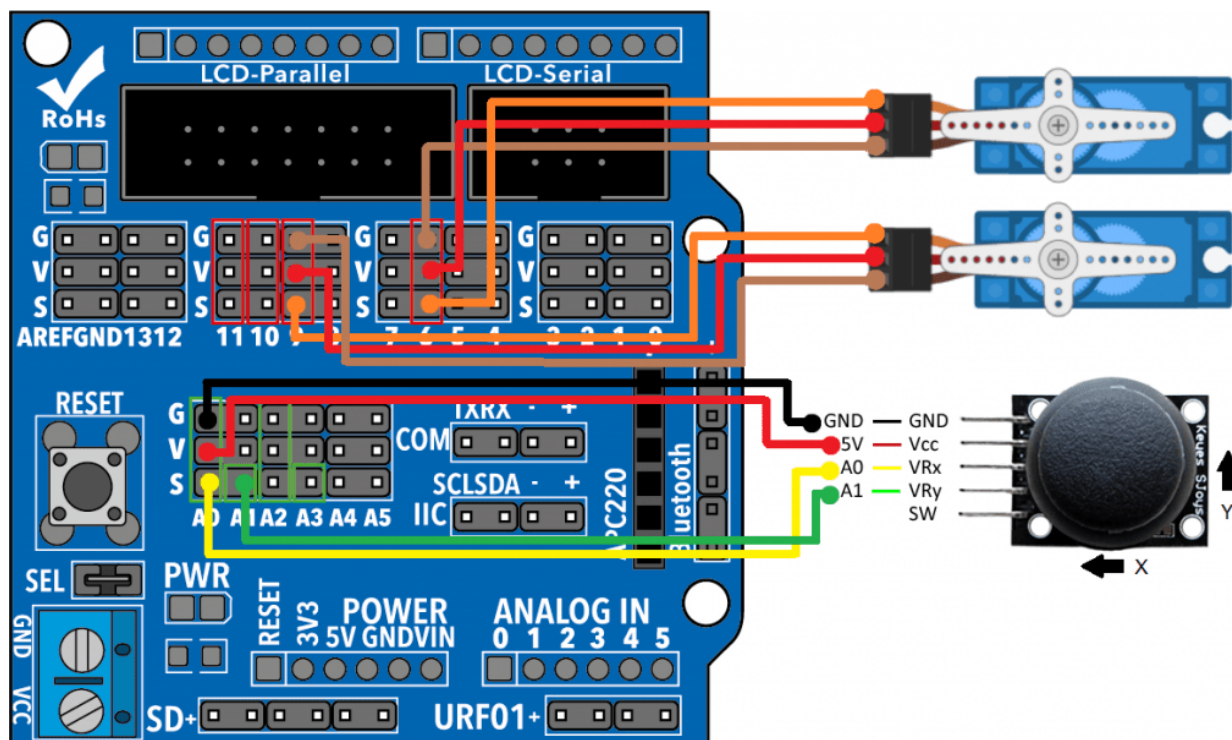 LCD-Parallel LCD-Serial
RoHs
G G G G
V V V V
S S S S
AREFGND1312 11 10 9 8 7 6 5 4 3 2 1 0
RESET
G
V
S
A0 A1 A2 A3 A4 A5
TXRX - +
COM
SCLSDA - +
IIC
APC220
Bluetooth
GND GND
5V Vcc
A0 VRx
A1 VRy
SW
Keyes SJoys
Y
X
SEL
PWR
GND
VCC
RESET
3V3
POWER
5V GNDVIN
ANALOG IN
0 1 2 3 4 5
SD+
URF01+